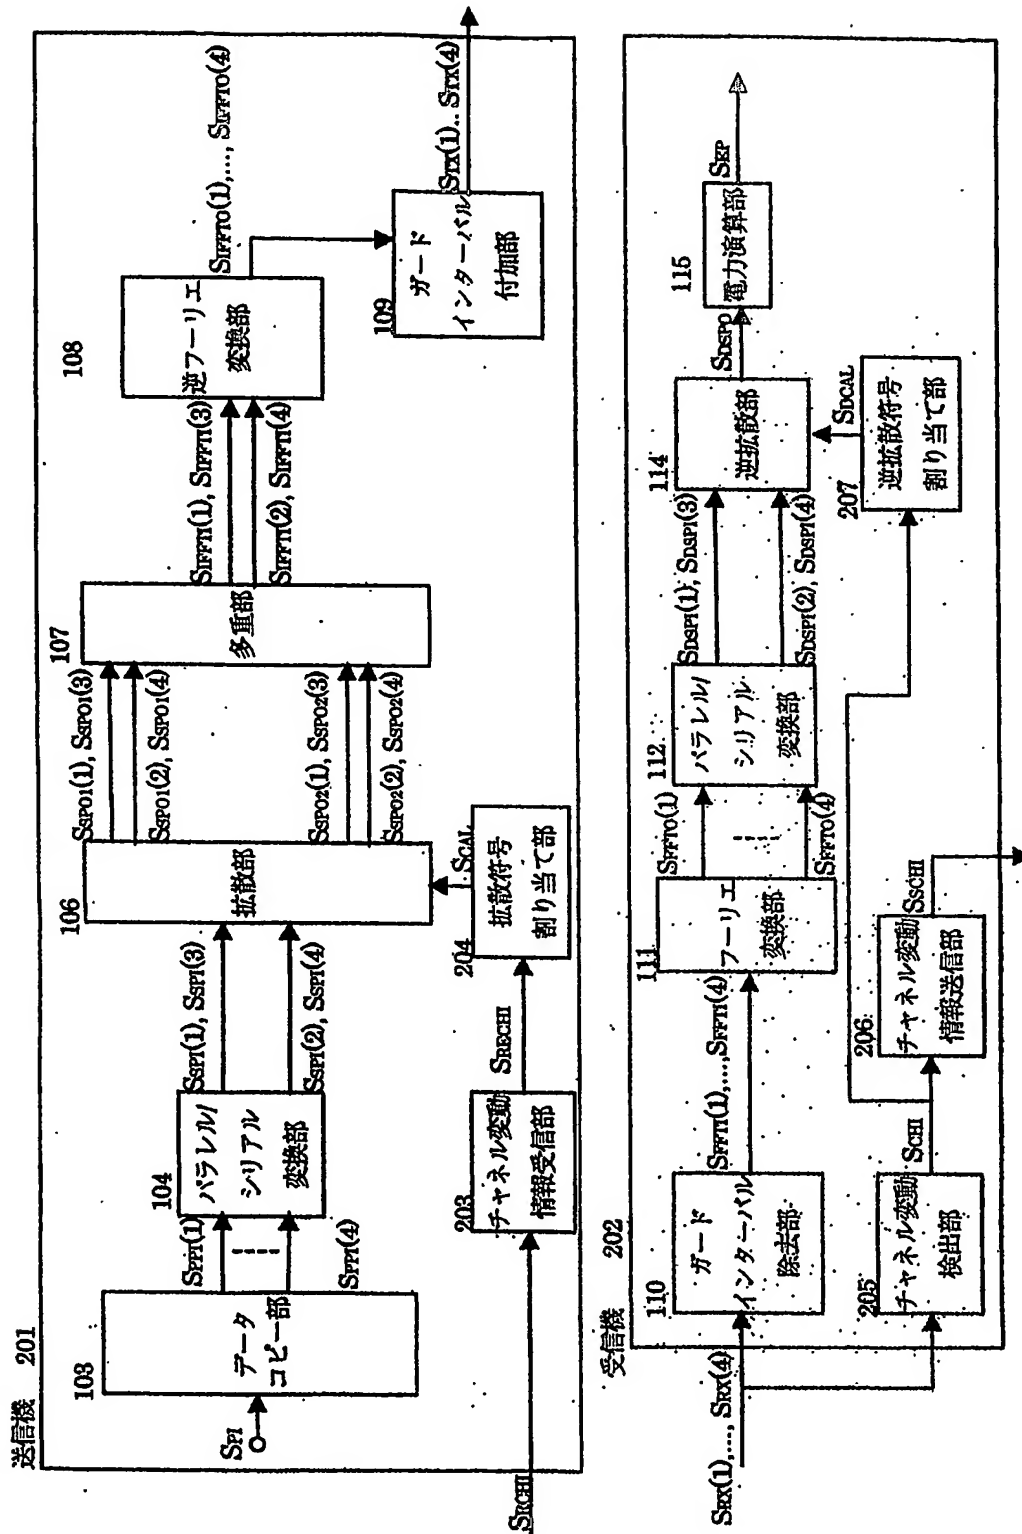 送信機 201
SPI
103
データ
コピー部
SPPI(1)
SPPI(4)
104
パラレル/
シリアル
変換部
SSPI(1), SSPI(3)
SSPI(2), SSPI(4)
106
拡散部
SSPO1(1), SSPO1(3)
SSPO1(2), SSPO1(4)
SSPO2(1), SSPO2(3)
SSPO2(2), SSPO2(4)
107
多重部
SIFFTI(1), SIFFTI(3)
SIFFTI(2), SIFFTI(4)
108
逆フーリエ
変換部
SIFFTO(1),..., SIFFTO(4)
109
ガード
インターバル
付加部
STX(1).. STX(4)
SRCHI
203
チャネル変動
情報受信部
SRECHI
204
拡散符号
割り当て部
SCAL
受信機 202
SRX(1),..., SRX(4)
110
ガード
インターバル
除去部
SFFTI(1),...,SFFTI(4)
111
フーリエ
変換部
SFFTO(1)
SFFTO(4)
112
パラレル/
シリアル
変換部
SDSPI(1), SDSPI(3)
SDSPI(2), SDSPI(4)
114
逆拡散部
SDSPO
115
電力演算部
SEP
205
チャネル変動
検出部
SCHI
206
チャネル変動
情報送信部
SSCHI
207
逆拡散符号
割り当て部
SDCAL